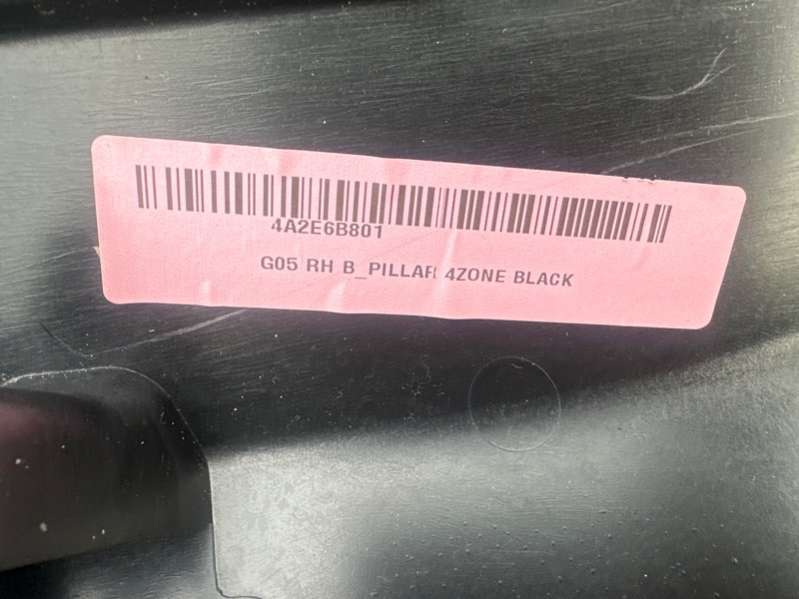 4A2E6B801
G05 RH B_PILLAR 4ZONE BLACK